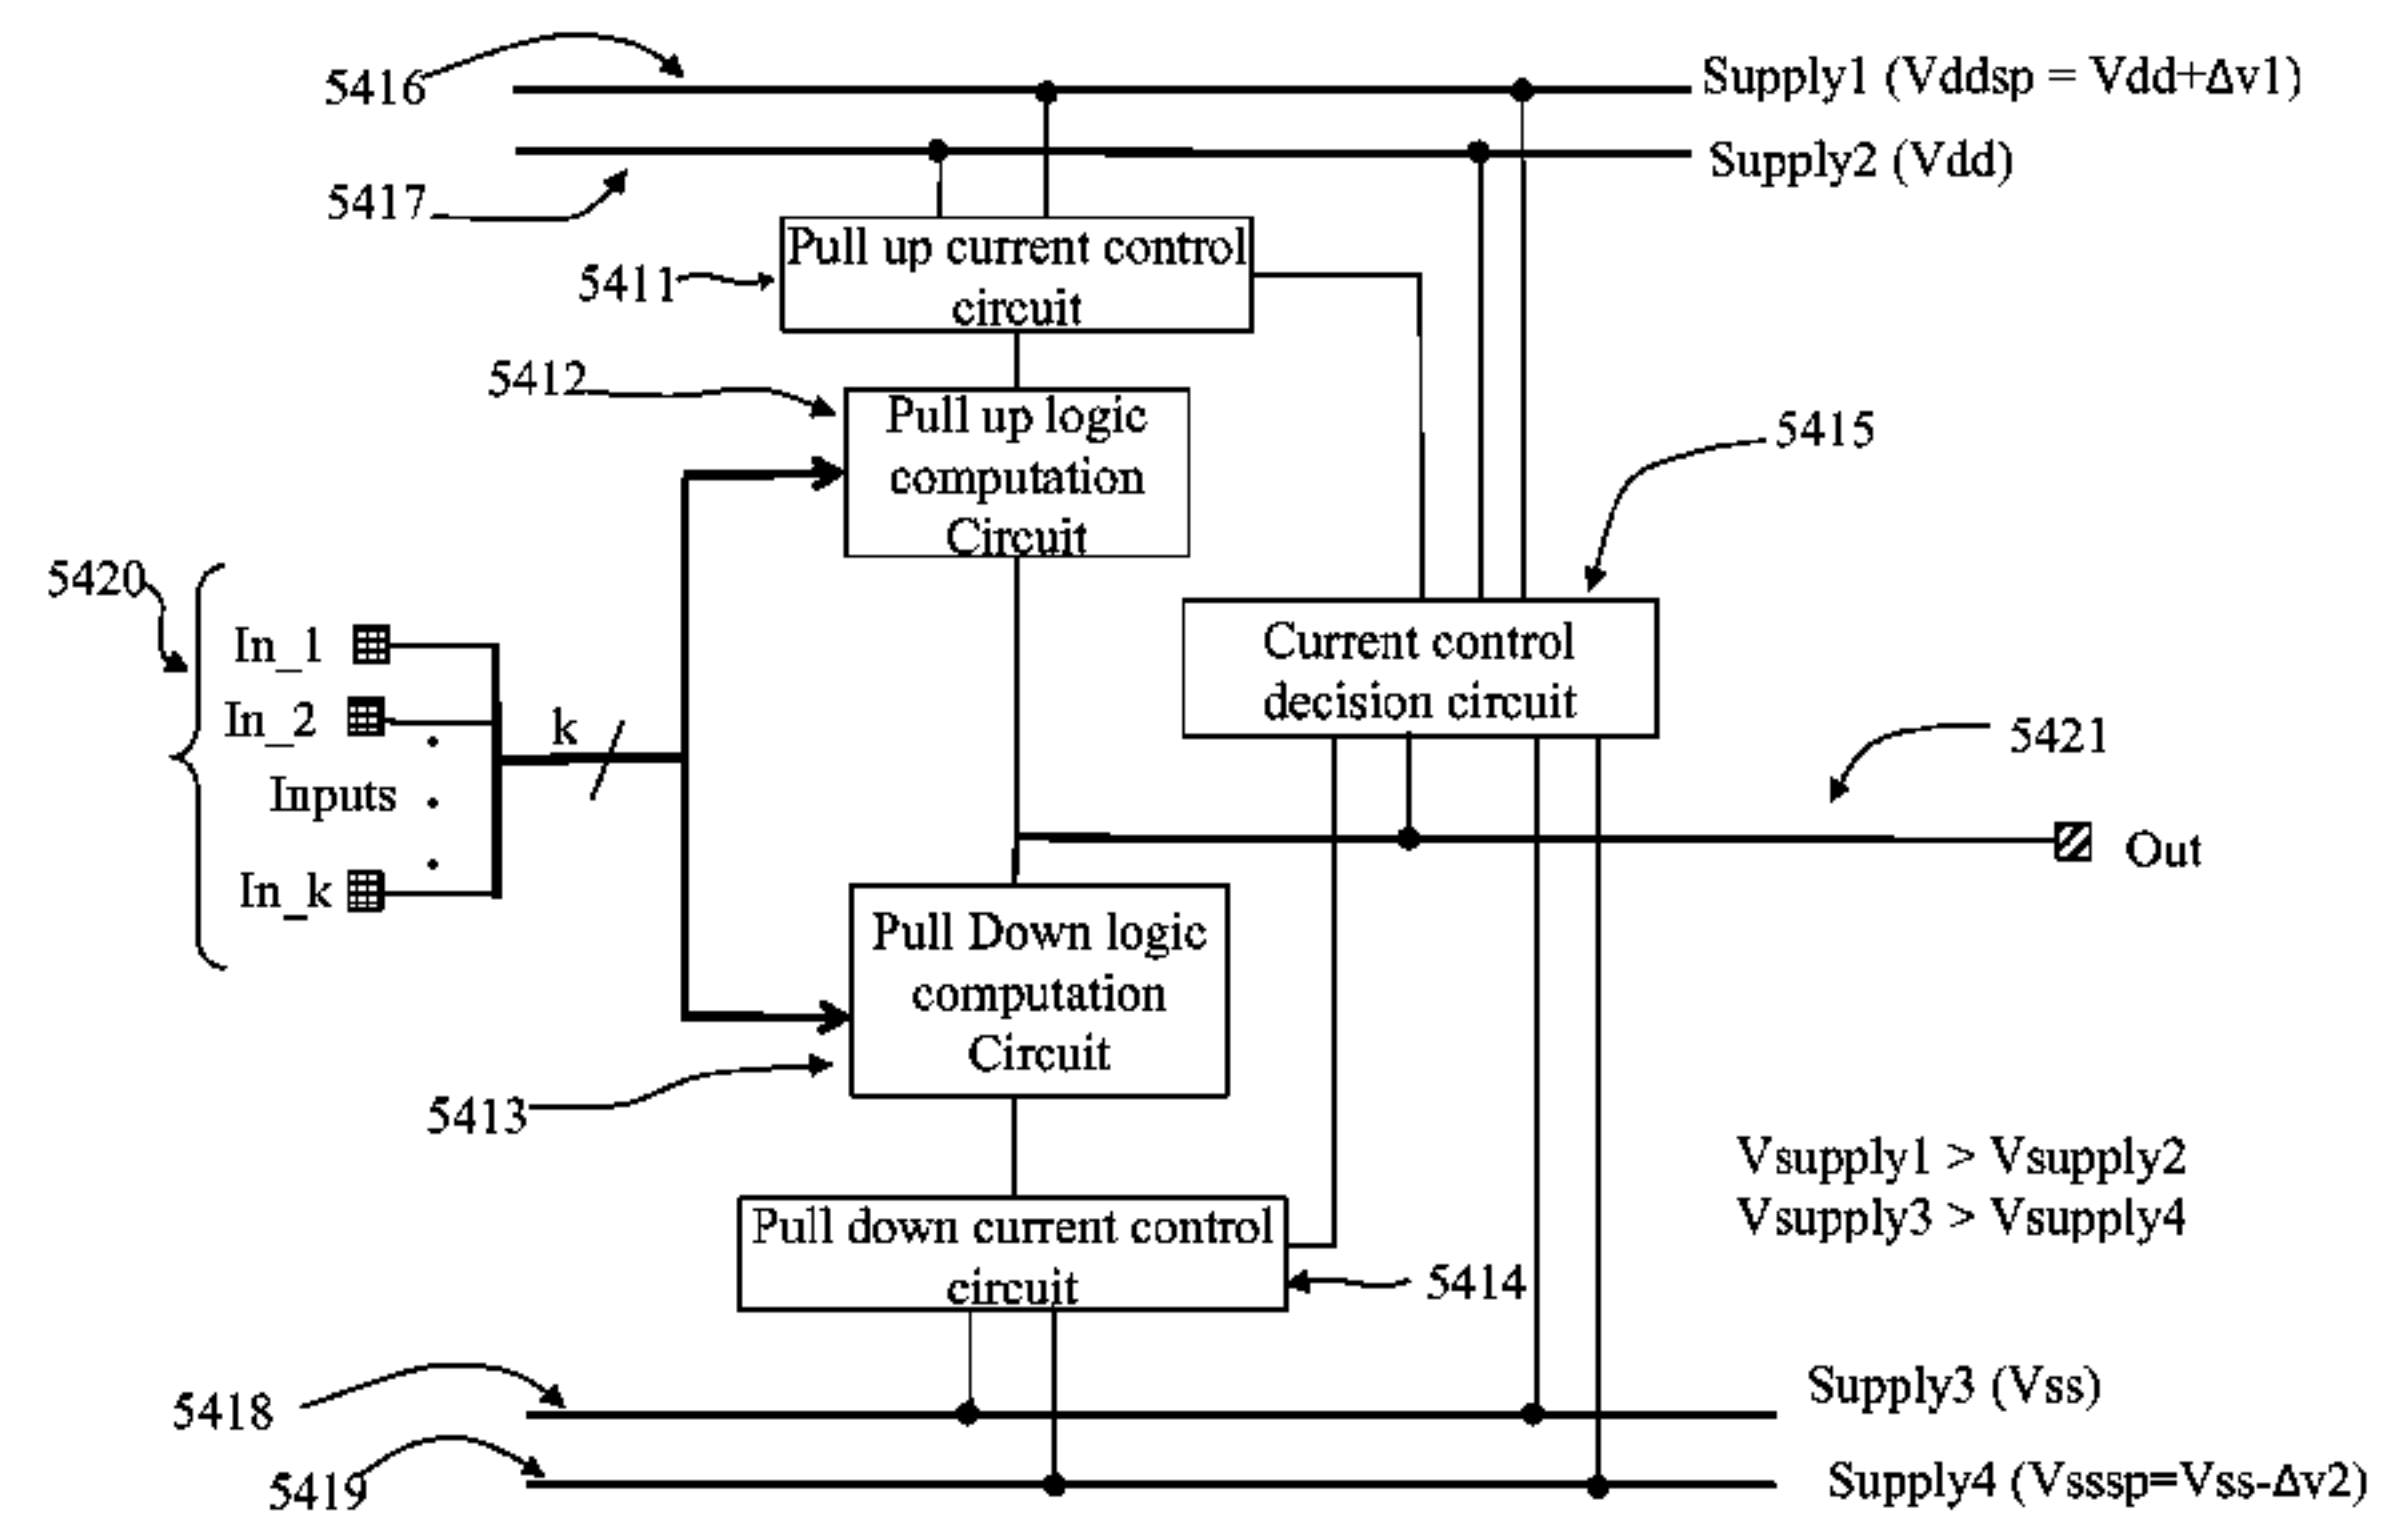 5416
Supply1 (Vddsp = Vdd+Δv1)
Supply2 (Vdd)
5417
Pull up current control
circuit
5411
5412
Pull up logic
computation
Circuit
5415
5420
In_1
In_2
Inputs
In_k
k
Current control
decision circuit
5421
Out
Pull Down logic
computation
Circuit
5413
Vsupply1 > Vsupply2
Vsupply3 > Vsupply4
Pull down current control
circuit
5414
5418
Supply3 (Vss)
5419
Supply4 (Vsssp=Vss-Δv2)